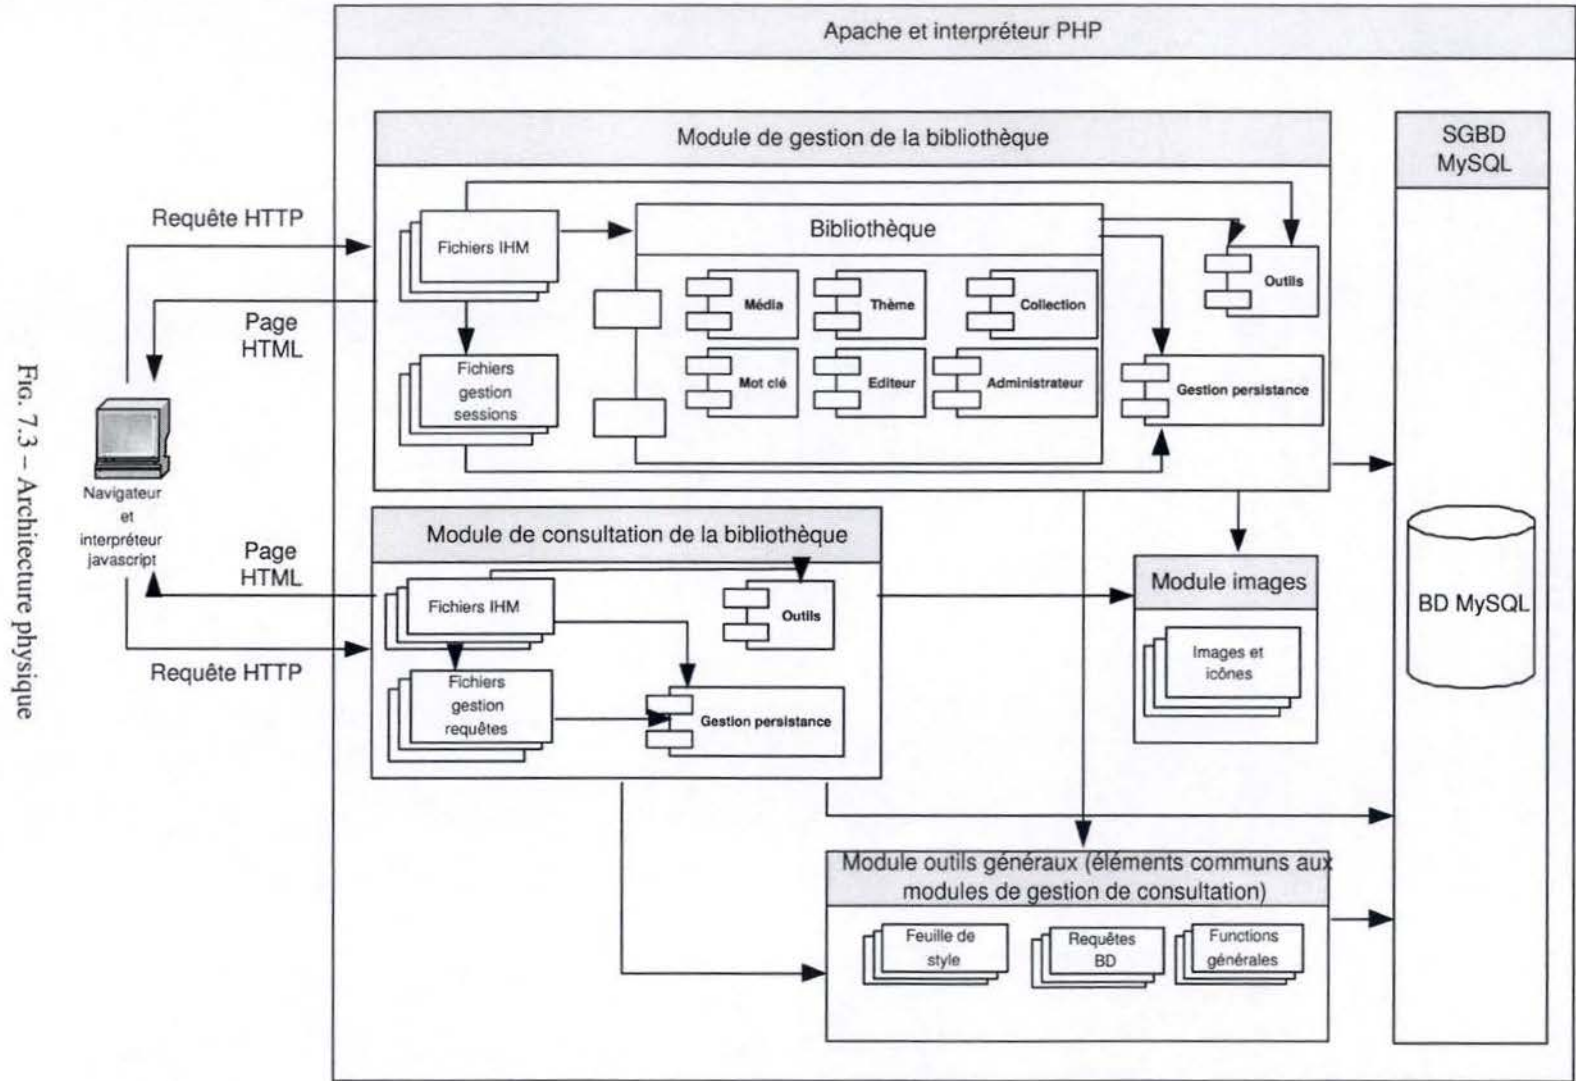 Apache et interpréteur PHP
Module de gestion de la bibliothèque
SGBD
MySQL
Requête HTTP
Fichiers IHM
Bibliothèque
Outils
Média
Thème
Collection
Page
HTML
Fichiers
gestion
sessions
Mot clé
Editeur
Administrateur
Gestion persistance
Navigateur
et
interpréteur
javascript
Module de consultation de la bibliothèque
Page
HTML
Fichiers IHM
Outils
Module images
BD MySQL
Requête HTTP
Fichiers
gestion
requêtes
Gestion persistance
Images et
icônes
Module outils généraux (éléments communs aux
modules de gestion de consultation)
Feuille de
style
Requêtes
BD
Functions
générales
FIG. 7.3 – Architecture physique